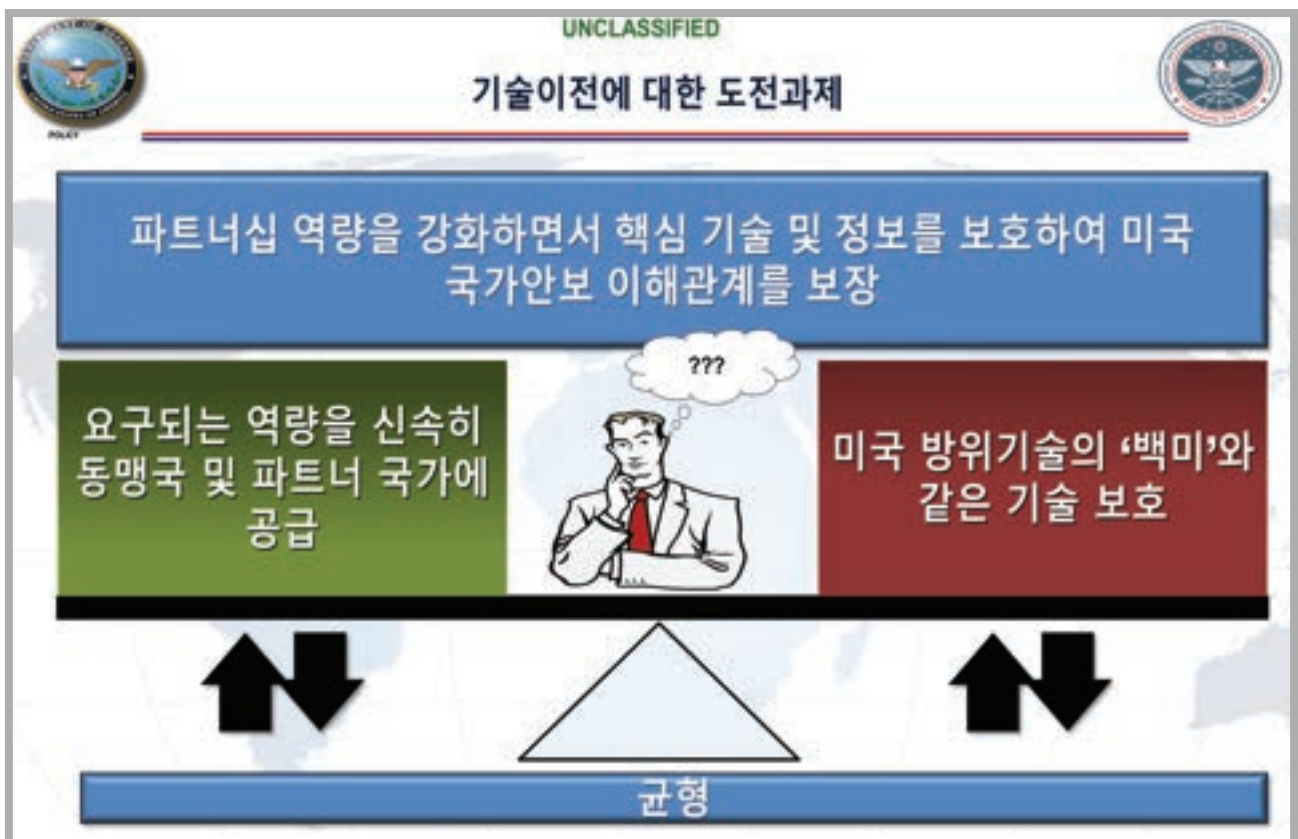 UNCLASSIFIED
기술이전에 대한 도전과제
POLICY
파트너십 역량을 강화하면서 핵심 기술 및 정보를 보호하여 미국
국가안보 이해관계를 보장
???
요구되는 역량을 신속히
동맹국 및 파트너 국가에
공급
미국 방위기술의 ‘백미’와
같은 기술 보호
균형